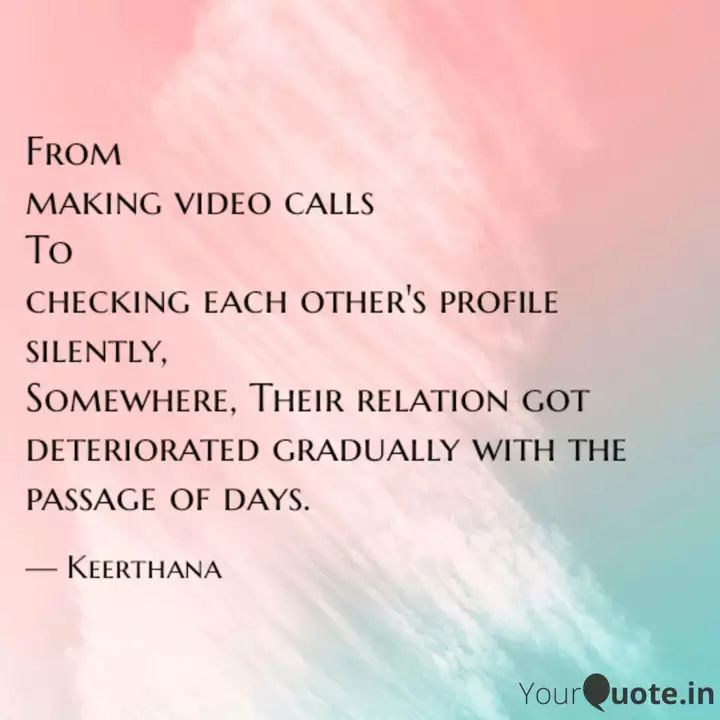 From
making video calls
To
checking each other's profile
silently,
Somewhere, Their relation got
deteriorated gradually with the
passage of days.
— Keerthana
YourQuote.in